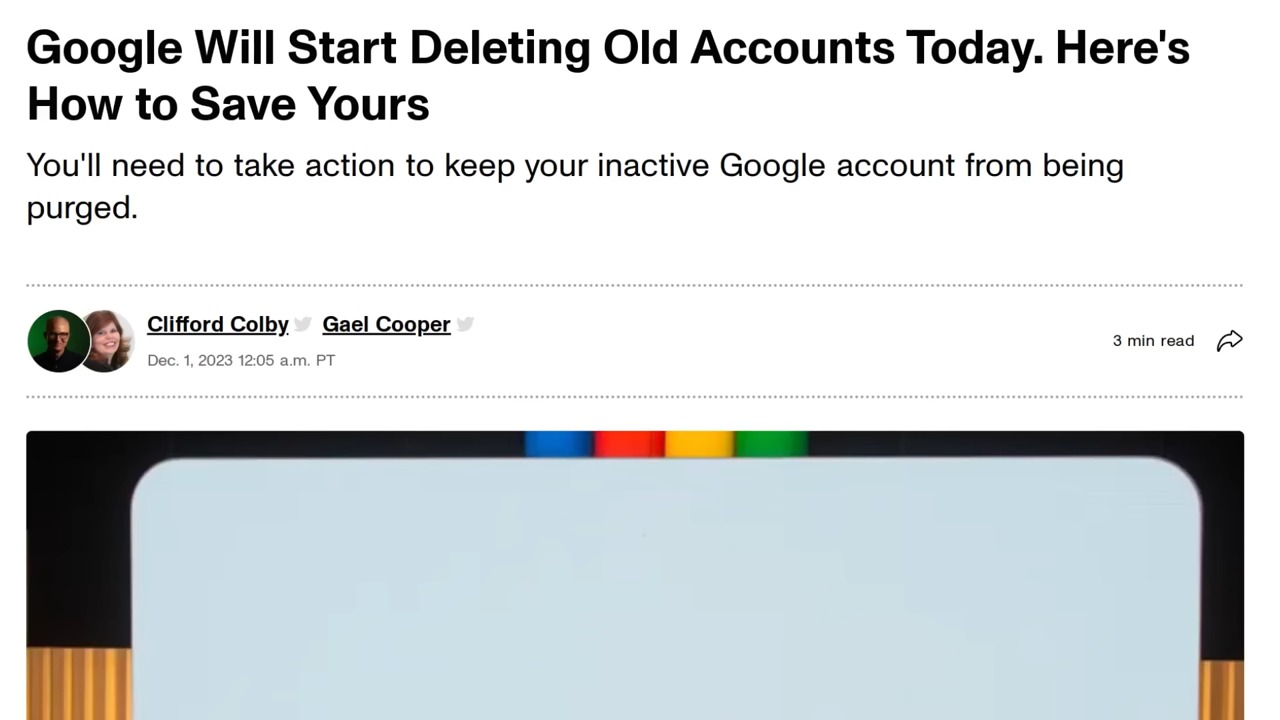 Google Will Start Deleting Old Accounts Today. Here's
How to Save Yours
You'll need to take action to keep your inactive Google account from being
purged.
Clifford Colby Gael Cooper
Dec. 1, 2023 12:05 a.m. PT
3 min read